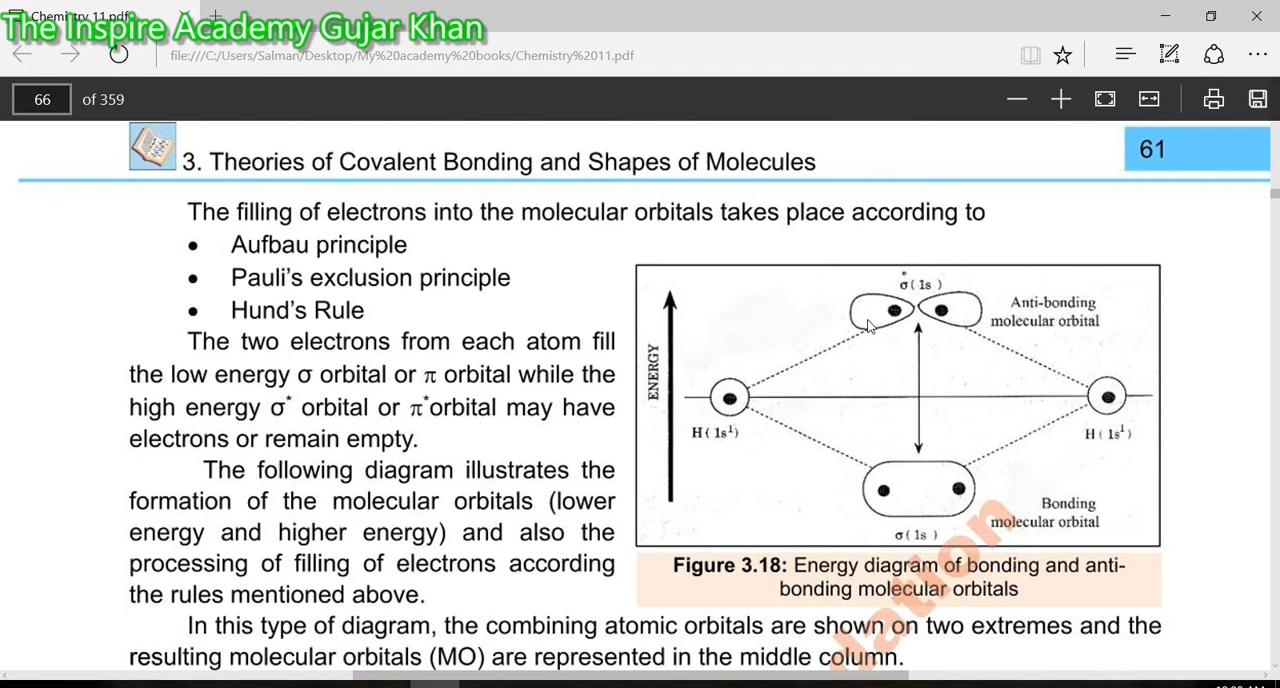 Chemistry 11.pdf
The Inspire Academy Gujar Khan
file:///C:/Users/Salman/Desktop/My%20academy%20books/Chemistry%2011.pdf
66 of 359
3. Theories of Covalent Bonding and Shapes of Molecules
61
The filling of electrons into the molecular orbitals takes place according to
• Aufbau principle
• Pauli's exclusion principle
• Hund's Rule
The two electrons from each atom fill
the low energy σ orbital or π orbital while the
high energy σ* orbital or π*orbital may have
electrons or remain empty.
The following diagram illustrates the
formation of the molecular orbitals (lower
energy and higher energy) and also the
processing of filling of electrons according
the rules mentioned above.
ENERGY
σ*(1s )
Anti-bonding
molecular orbital
H( 1s¹)
H( 1s¹)
Bonding
molecular orbital
σ(1s )
Figure 3.18: Energy diagram of bonding and anti-
bonding molecular orbitals
In this type of diagram, the combining atomic orbitals are shown on two extremes and the
resulting molecular orbitals (MO) are represented in the middle column.